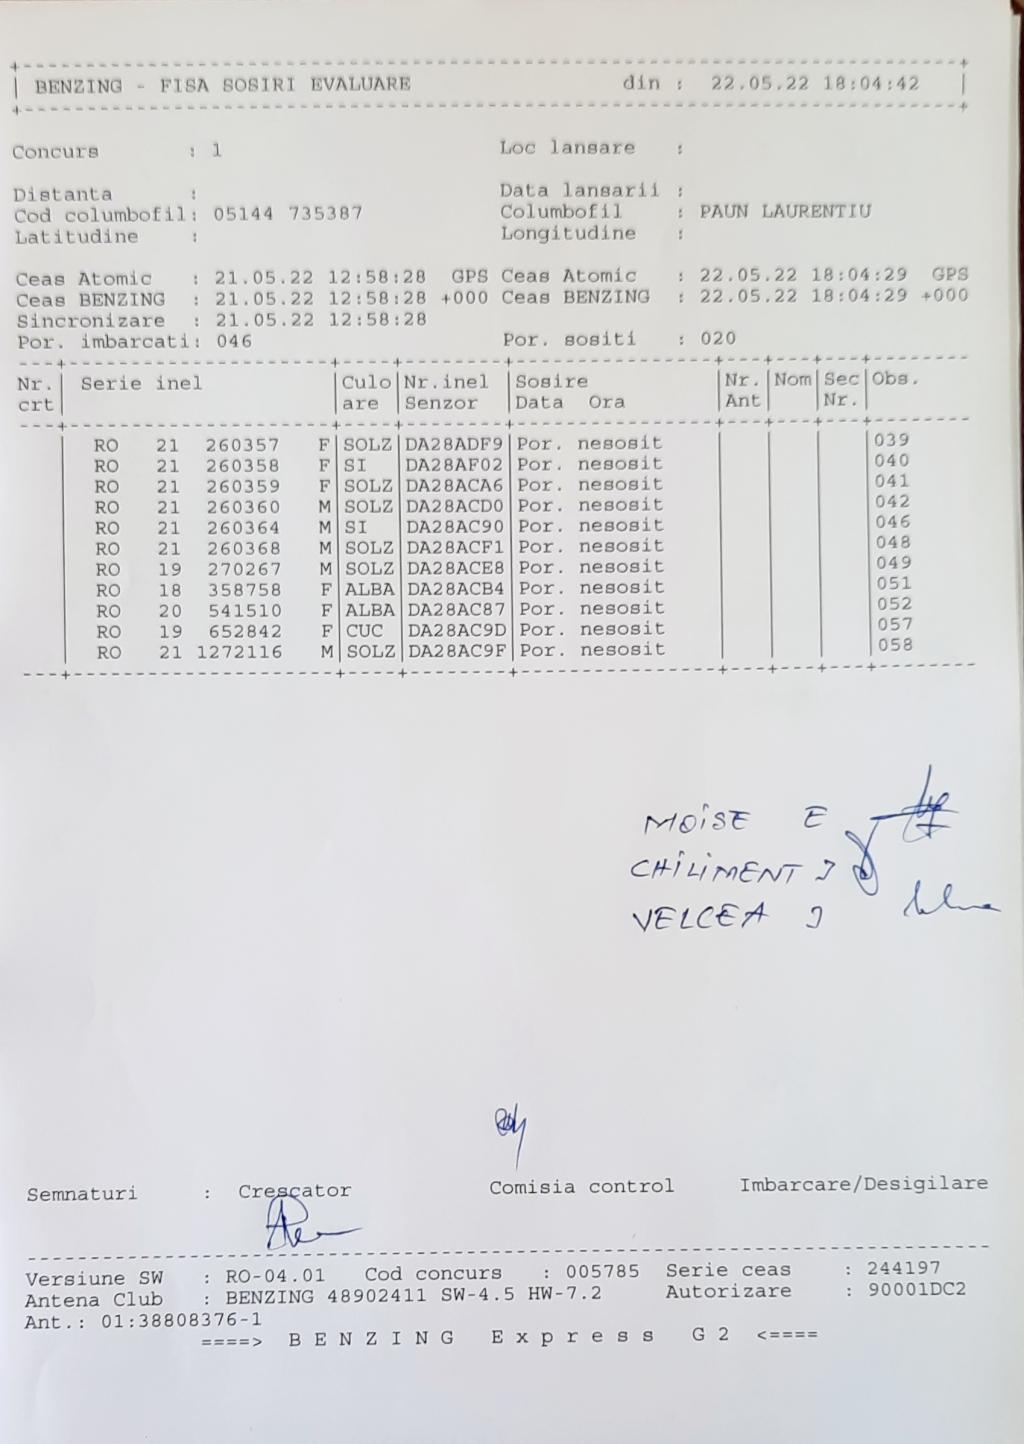 BENZING - FISA SOSIRI EVALUARE din : 22.05.22 18:04:42
Concurs : 1 Loc lansare :
Distanta : Data lansarii :
Cod columbofil: 05144 735387 Columbofil : PAUN LAURENTIU
Latitudine : Longitudine :
Ceas Atomic : 21.05.22 12:58:28 GPS Ceas Atomic : 22.05.22 18:04:29 GPS
Ceas BENZING : 21.05.22 12:58:28 +000 Ceas BENZING : 22.05.22 18:04:29 +000
Sincronizare : 21.05.22 12:58:28
Por. imbarcati: 046 Por. sositi : 020
Nr. | Serie inel | Culo | Nr.inel | Sosire | Nr. | Nom | Sec | Obs.
crt | | are | Senzor | Data Ora | Ant | | Nr. |
RO 21 260357 F | SOLZ | DA28ADF9 | Por. nesosit | | | | 039
RO 21 260358 F | SI | DA28AF02 | Por. nesosit | | | | 040
RO 21 260359 F | SOLZ | DA28ACA6 | Por. nesosit | | | | 041
RO 21 260360 M | SOLZ | DA28ACD0 | Por. nesosit | | | | 042
RO 21 260364 M | SI | DA28AC90 | Por. nesosit | | | | 046
RO 21 260368 M | SOLZ | DA28ACF1 | Por. nesosit | | | | 048
RO 19 270267 M | SOLZ | DA28ACE8 | Por. nesosit | | | | 049
RO 18 358758 F | ALBA | DA28ACB4 | Por. nesosit | | | | 051
RO 20 541510 F | ALBA | DA28AC87 | Por. nesosit | | | | 052
RO 19 652842 F | CUC | DA28AC9D | Por. nesosit | | | | 057
RO 21 1272116 M | SOLZ | DA28AC9F | Por. nesosit | | | | 058
MOISE E
CHILIMENT J
VELCEA J
Semnaturi : Crescator Comisia control Imbarcare/Desigilare
Versiune SW : RO-04.01 Cod concurs : 005785 Serie ceas : 244197
Antena Club : BENZING 48902411 SW-4.5 HW-7.2 Autorizare : 90001DC2
Ant.: 01:38808376-1
====> B E N Z I N G E x p r e s s G 2 <====